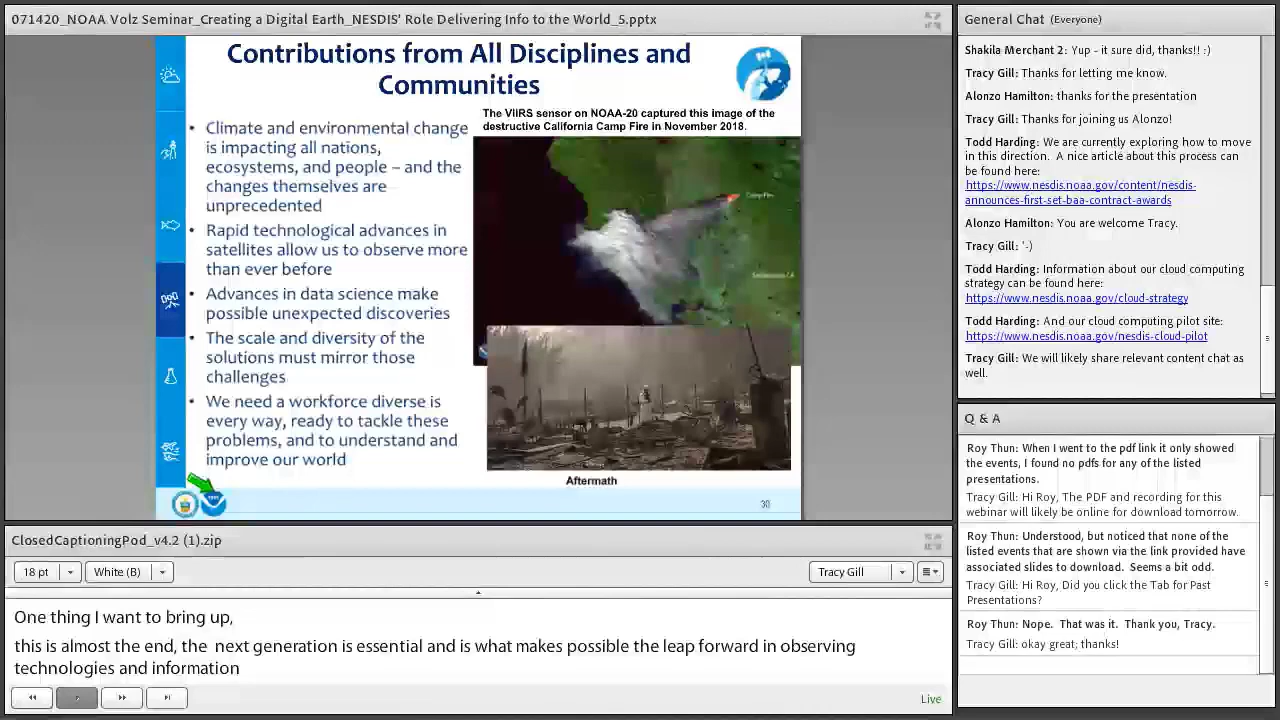 071420_NOAA Volz Seminar_Creating a Digital Earth_NESDIS' Role Delivering Info to the World_5.pptx
Contributions from All Disciplines and
Communities
• Climate and environmental change
is impacting all nations,
ecosystems, and people – and the
changes themselves are
unprecedented
• Rapid technological advances in
satellites allow us to observe more
than ever before
• Advances in data science make
possible unexpected discoveries
• The scale and diversity of the
solutions must mirror those
challenges
• We need a workforce diverse is
every way, ready to tackle these
problems, and to understand and
improve our world
The VIIRS sensor on NOAA-20 captured this image of the
destructive California Camp Fire in November 2018.
Camp Fire
Aftermath
30
ClosedCaptioningPod_v4.2 (1).zip
18 pt
White (B)
Tracy Gill
One thing I want to bring up,
this is almost the end, the  next generation is essential and is what makes possible the leap forward in observing
technologies and information
Live
General Chat (Everyone)
Shakila Merchant 2: Yup - it sure did, thanks!! :)
Tracy Gill: Thanks for letting me know.
Alonzo Hamilton: thanks for the presentation
Tracy Gill: Thanks for joining us Alonzo!
Todd Harding: We are currently exploring how to move
in this direction.  A nice article about this process can
be found here:
https://www.nesdis.noaa.gov/content/nesdis-
announces-first-set-baa-contract-awards
Alonzo Hamilton: You are welcome Tracy.
Tracy Gill: '-)
Todd Harding: Information about our cloud computing
strategy can be found here:
https://www.nesdis.noaa.gov/cloud-strategy
Todd Harding: And our cloud computing pilot site:
https://www.nesdis.noaa.gov/nesdis-cloud-pilot
Tracy Gill: We will likely share relevant content chat as
well.
Q & A
Roy Thun: When I went to the pdf link it only showed
the events, I found no pdfs for any of the listed
presentations.
Tracy Gill: Hi Roy, The PDF and recording for this
webinar will likely be online for download tomorrow.
Roy Thun: Understood, but noticed that none of the
listed events that are shown via the link provided have
associated slides to download.  Seems a bit odd.
Tracy Gill: Hi Roy, Did you click the Tab for Past
Presentations?
Roy Thun: Nope.  That was it.  Thank you, Tracy.
Tracy Gill: okay great; thanks!